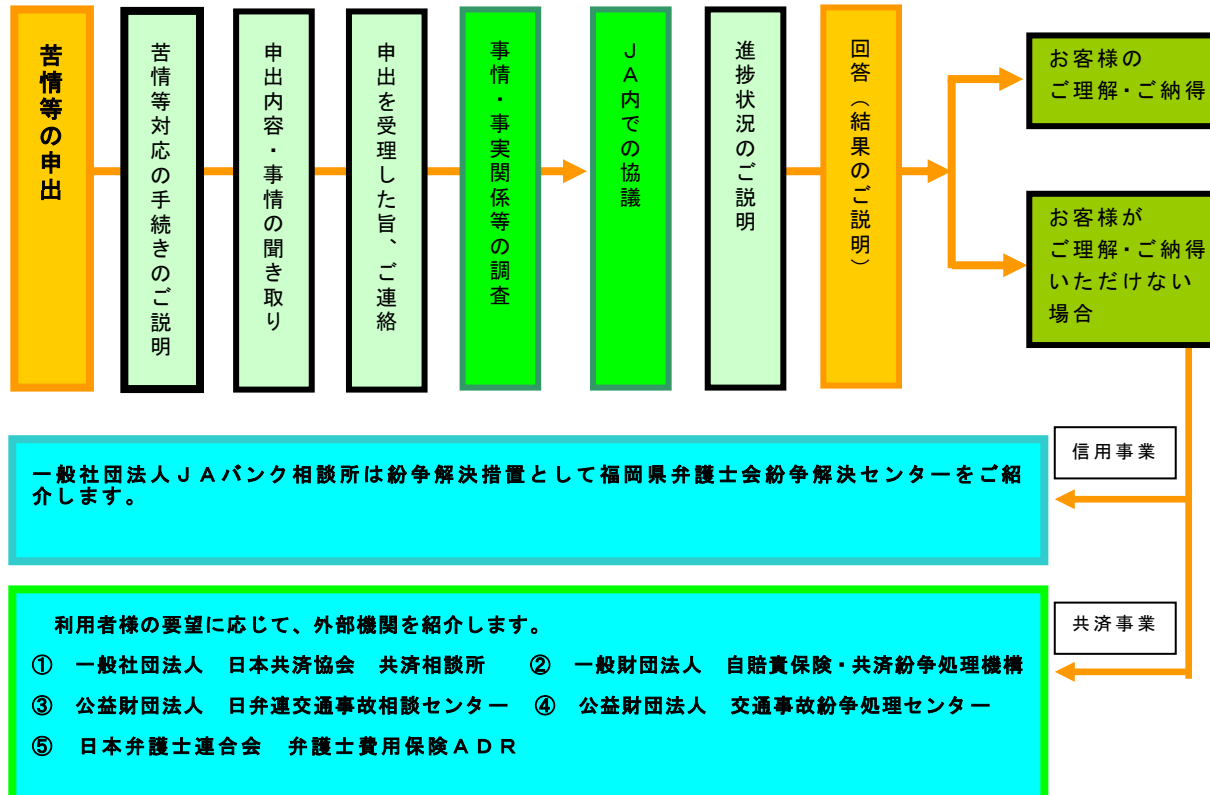 苦情等の申出
苦情等対応の手続きのご説明
申出内容・事情の聞き取り
申出を受理した旨、ご連絡
事情・事実関係等の調査
ＪＡ内での協議
進捗状況のご説明
回答（結果のご説明）
お客様の
ご理解・ご納得
お客様が
ご理解・ご納得
いただけない
場合
信用事業
一般社団法人ＪＡバンク相談所は紛争解決措置として福岡県弁護士会紛争解決センターをご紹
介します。
共済事業
利用者様の要望に応じて、外部機関を紹介します。
①　一般社団法人　日本共済協会　共済相談所　②　一般財団法人　自賠責保険・共済紛争処理機構
③　公益財団法人　日弁連交通事故相談センター　④　公益財団法人　交通事故紛争処理センター
⑤　日本弁護士連合会　弁護士費用保険ＡＤＲ